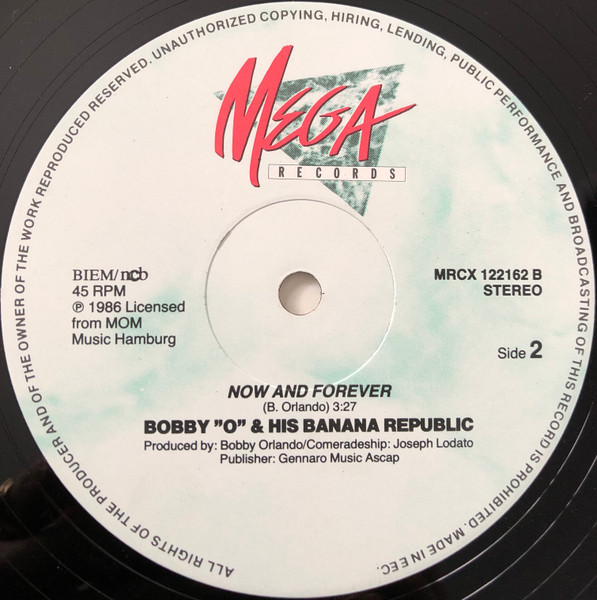 ALL RIGHTS OF THE PRODUCER AND OF THE OWNER OF THE WORK REPRODUCED RESERVED. UNAUTHORIZED COPYING, HIRING, LENDING, PUBLIC PERFORMANCE AND BROADCASTING OF THIS RECORD IS PROHIBITED. MADE IN EEC.
MEGA
RECORDS
BIEM/ncb
45 RPM
℗ 1986 Licensed
from MOM
Music Hamburg
MRCX 122162 B
STEREO
Side 2
NOW AND FOREVER
(B. Orlando) 3:27
BOBBY ”O” & HIS BANANA REPUBLIC
Produced by: Bobby Orlando/Comeradeship: Joseph Lodato
Publisher: Gennaro Music Ascap